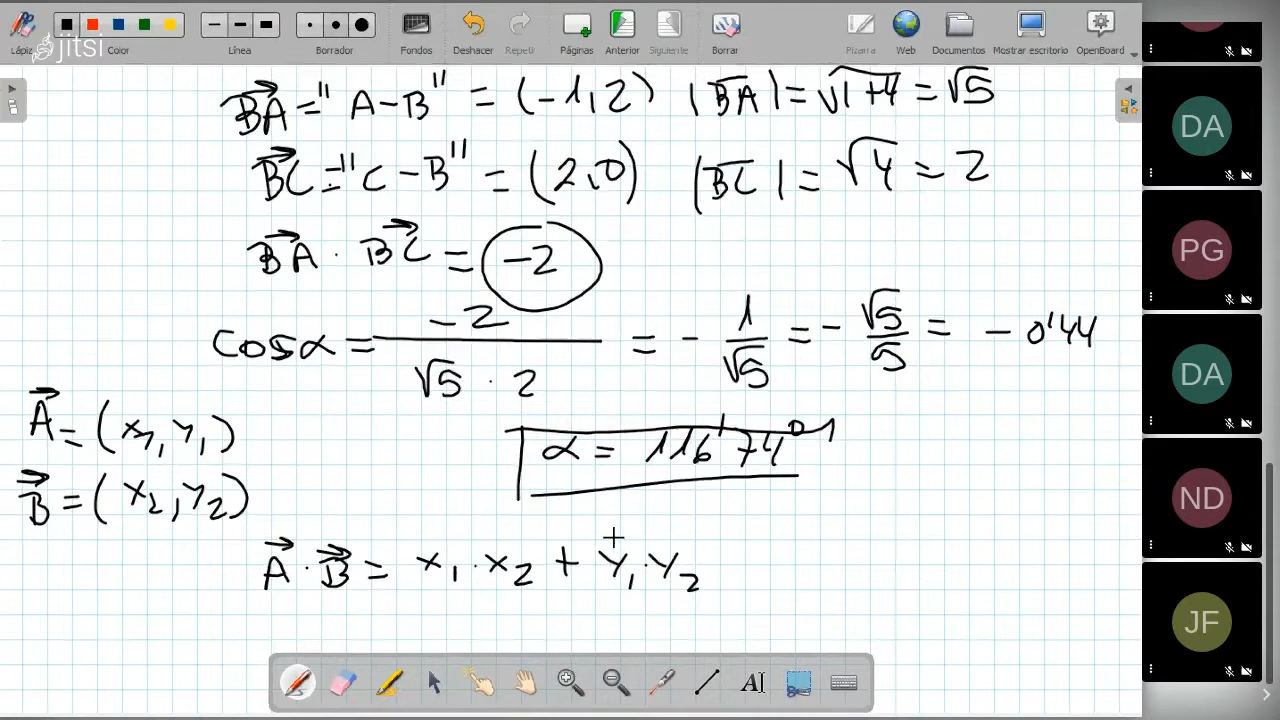 Lápiz Color Línea Borrador Fondos Deshacer Repetir Páginas Anterior Siguiente Borrar Pizarra Web Documentos Mostrar escritorio OpenBoard
jitsi
BA = "A - B" = (-1, 2) |BA| = √1+4 = √5
BC = "C - B" = (2, 0) |BC| = √4 = 2
BA · BC = -2
cos α = -2 / √5 · 2 = - 1/√5 = - √5/5 = - 0'44
A = (x₁, y₁)
α = 116'74°
B = (x₂, y₂)
A · B = x₁ · x₂ + y₁ · y₂
DA
PG
DA
ND
JF
AI